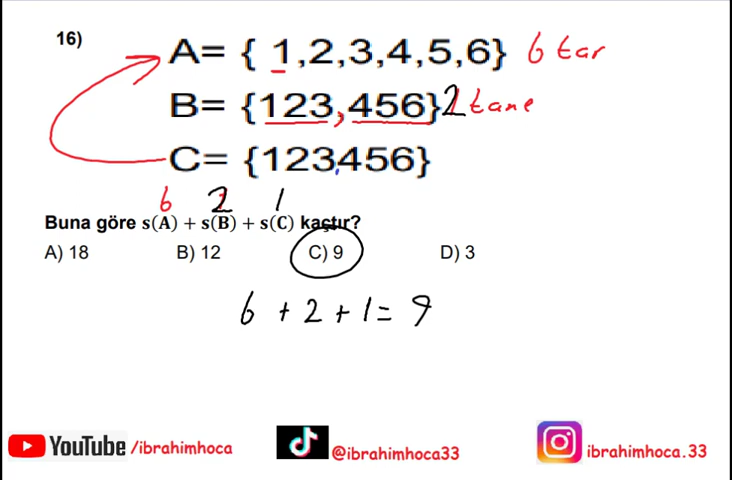 16)
A= { 1,2,3,4,5,6} 6 tar
B= {123,456} 2 tane
C= {123456}
6 2 1
Buna göre s(A) + s(B) + s(C) kaçtır?
A) 18 B) 12 C) 9 D) 3
6 + 2 + 1 = 9
YouTube /ibrahimhoca @ibrahimhoca33 ibrahimhoca.33